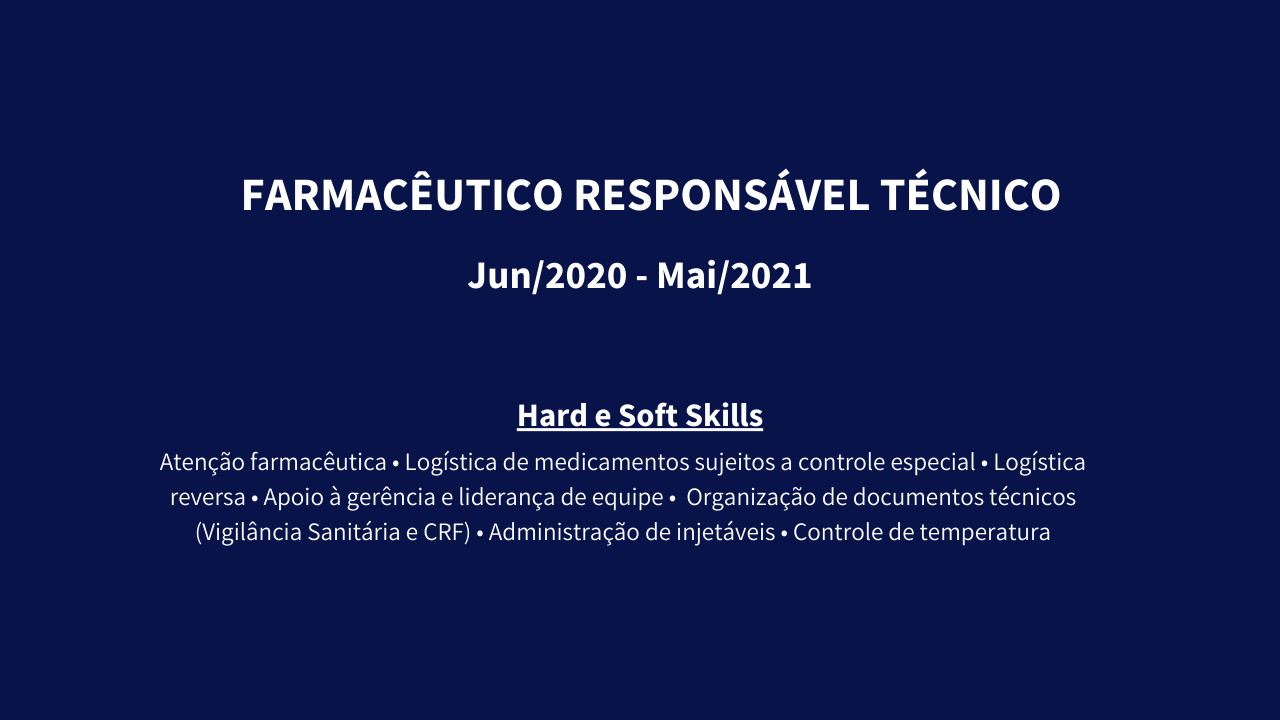 FARMACÊUTICO RESPONSÁVEL TÉCNICO
Jun/2020 - Mai/2021
Hard e Soft Skills
Atenção farmacêutica • Logística de medicamentos sujeitos a controle especial • Logística
reversa • Apoio à gerência e liderança de equipe •  Organização de documentos técnicos
(Vigilância Sanitária e CRF) • Administração de injetáveis • Controle de temperatura